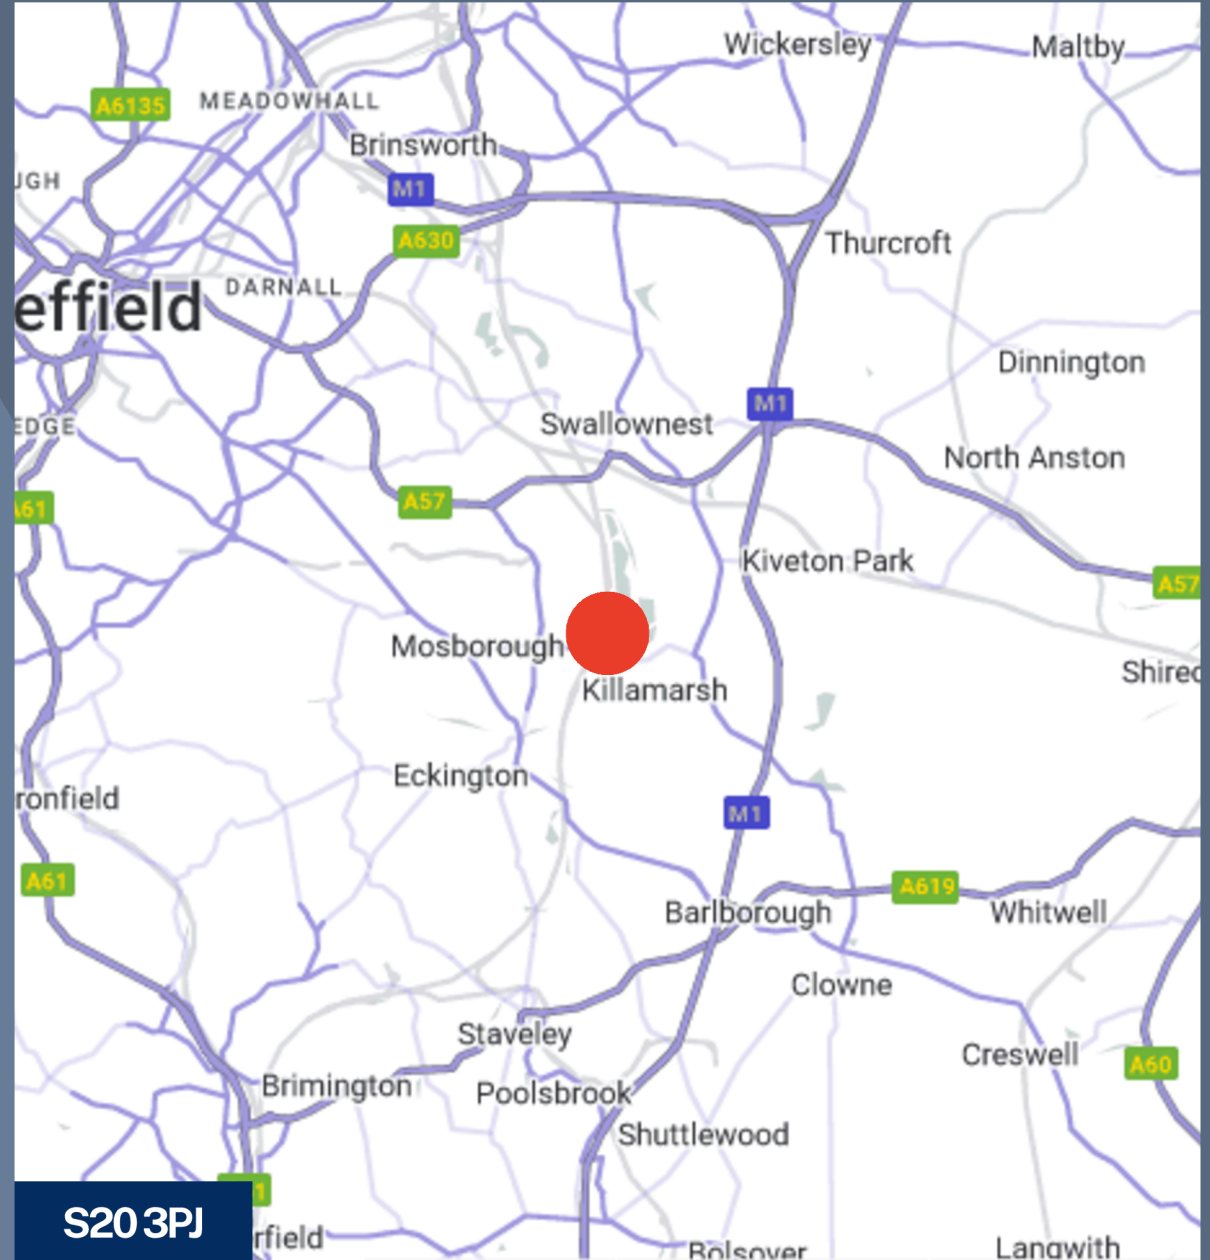 Wickersley
Maltby
A6135
MEADOWHALL
Brinsworth
UGH
M1
A630
Thurcroft
DARNALL
effield
Dinnington
M1
Swallownest
EDGE
North Anston
A57
A61
Kiveton Park
A57
Mosborough
Shireo
Killamarsh
Eckington
ronfield
M1
A61
A619
Barlborough
Whitwell
Clowne
Staveley
Creswell
A60
Brimington
Poolsbrook
Shuttlewood
1
S20 3PJ
rfield
Bolsover
Langwith